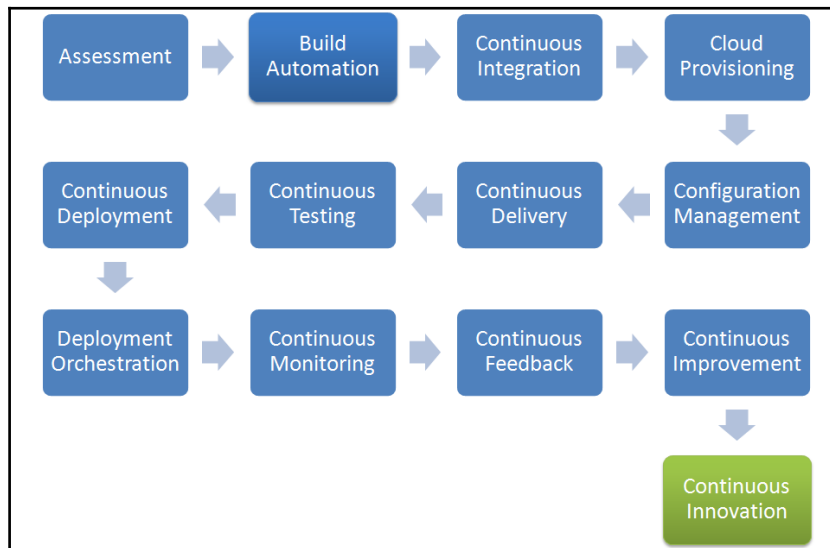 Assessment
Build
Automation
Continuous
Integration
Cloud
Provisioning
Configuration
Management
Continuous
Delivery
Continuous
Testing
Continuous
Deployment
Deployment
Orchestration
Continuous
Monitoring
Continuous
Feedback
Continuous
Improvement
Continuous
Innovation